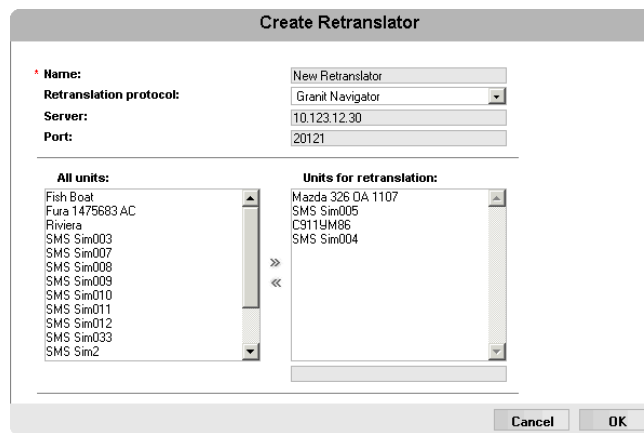 Create Retranslator
* Name: New Retranslator
Retranslation protocol: Granit Navigator
Server: 10.123.12.30
Port: 20121
All units: Units for retranslation:
Fish Boat Mazda 326 OA 1107
Fura 1475683 AC SMS Sim005
Riviera C911УМ86
SMS Sim003 SMS Sim004
SMS Sim007
SMS Sim008
SMS Sim009
SMS Sim010
SMS Sim011
SMS Sim012
SMS Sim033
SMS Sim2
Cancel OK